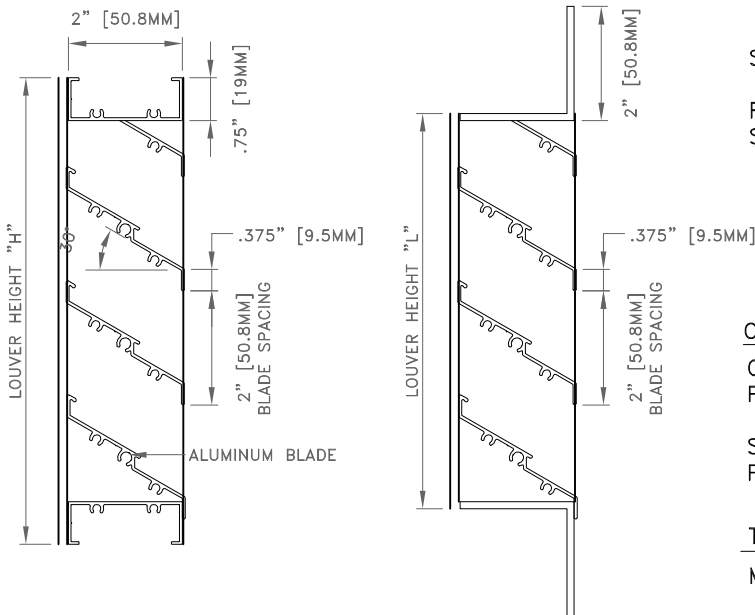 2" [50.8MM]
.75" [19MM]
LOUVER HEIGHT "H"
30°
.375" [9.5MM]
2" [50.8MM]
BLADE SPACING
ALUMINUM BLADE
2" [50.8MM]
LOUVER HEIGHT "L"
.375" [9.5MM]
2" [50.8MM]
BLADE SPACING